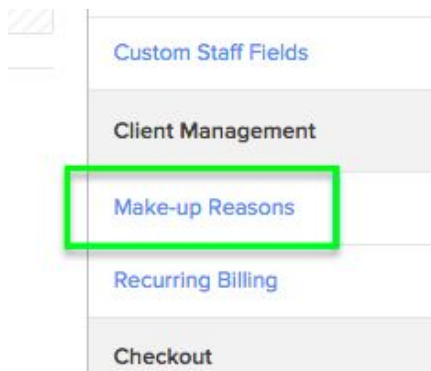 Custom Staff Fields
Client Management
Make-up Reasons
Recurring Billing
Checkout